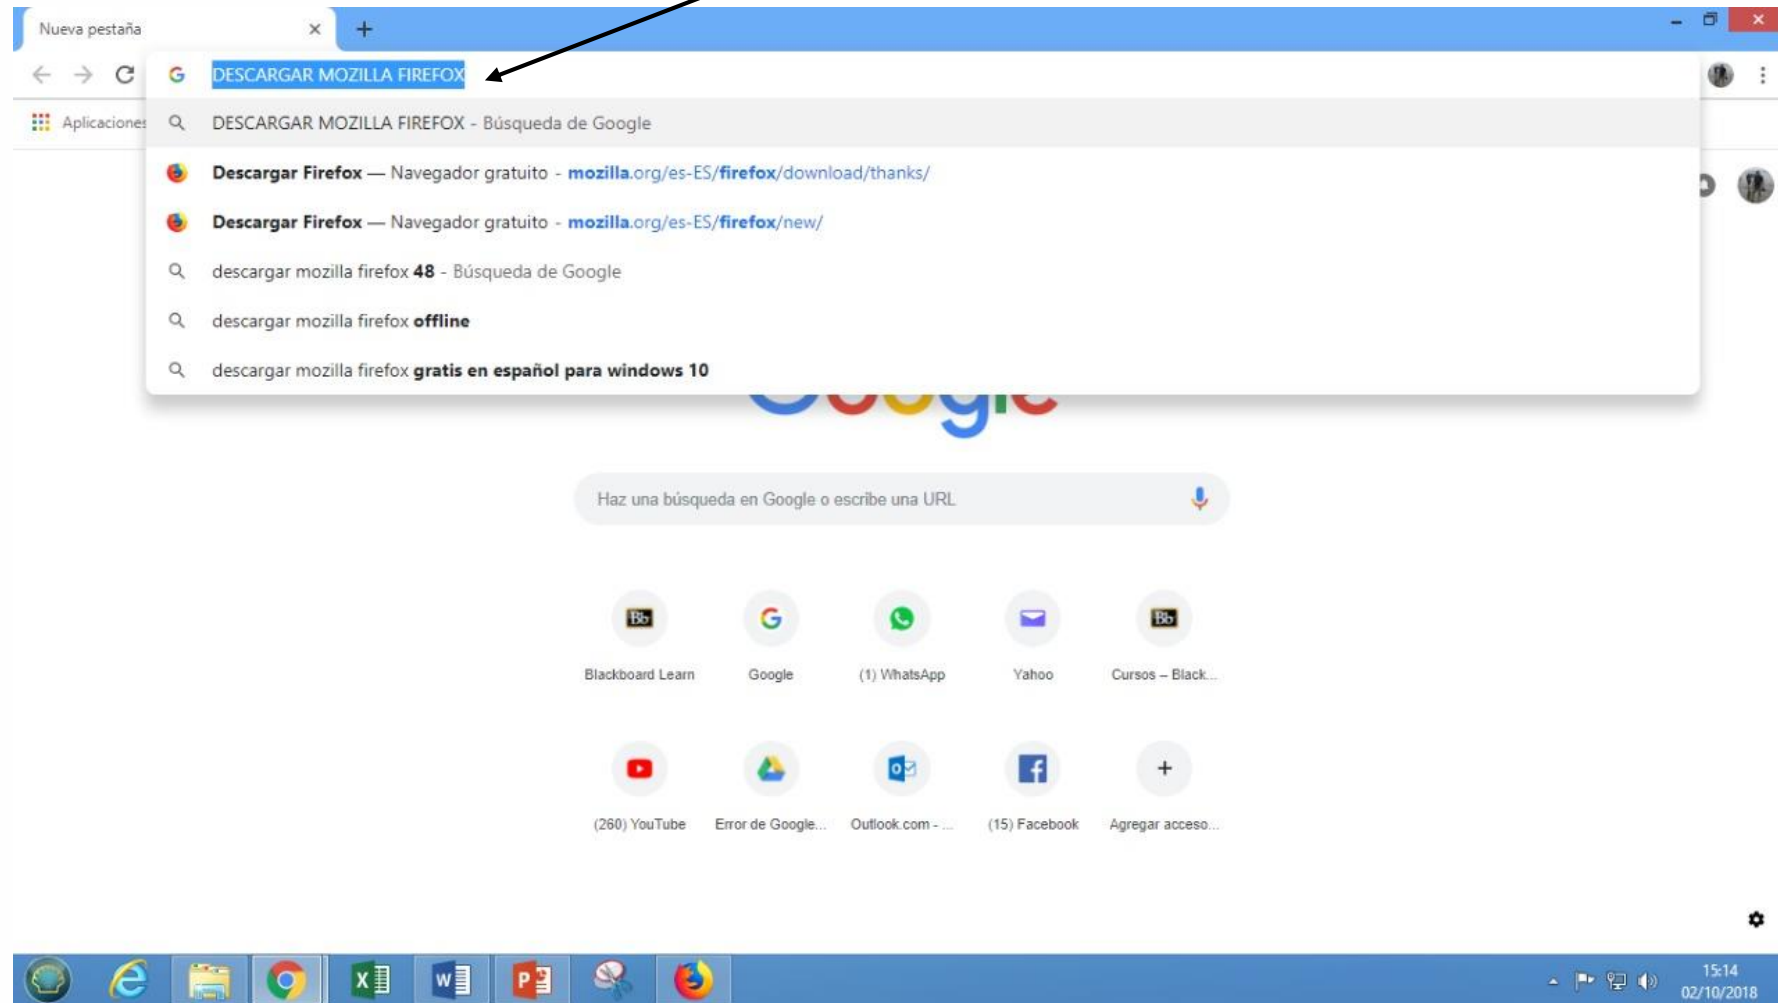 Nueva pestaña
DESCARGAR MOZILLA FIREFOX
Aplicaciones
DESCARGAR MOZILLA FIREFOX - Búsqueda de Google
Descargar Firefox — Navegador gratuito - mozilla.org/es-ES/firefox/download/thanks/
Descargar Firefox — Navegador gratuito - mozilla.org/es-ES/firefox/new/
descargar mozilla firefox 48 - Búsqueda de Google
descargar mozilla firefox offline
descargar mozilla firefox gratis en español para windows 10
Google
Haz una búsqueda en Google o escribe una URL
Bb Bb
Blackboard Learn Google (1) WhatsApp Yahoo Cursos – Black...
(260) YouTube Error de Google... Outlook.com - ... (15) Facebook Agregar acceso...
15:14
02/10/2018